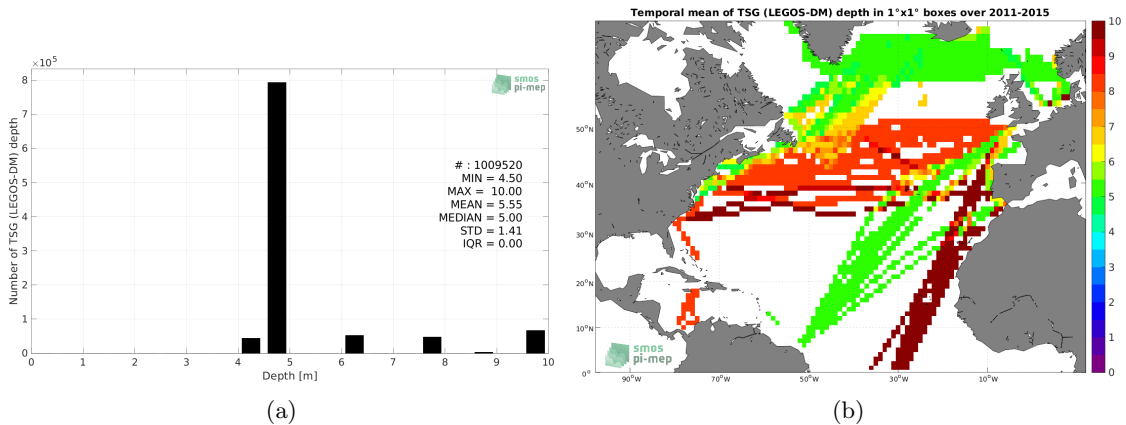 ×10⁵
8
7
6
5
4
3
2
1
0
Number of TSG (LEGOS-DM) depth
smos
pi-mep
# : 1009520
MIN = 4.50
MAX = 10.00
MEAN = 5.55
MEDIAN = 5.00
STD = 1.41
IQR = 0.00
0 1 2 3 4 5 6 7 8 9 10
Depth [m]
(a)
Temporal mean of TSG (LEGOS-DM) depth in 1°x1° boxes over 2011-2015
50°N
40°N
30°N
20°N
10°N
0°
90°W 70°W 50°W 30°W 10°W
smos
pi-mep
10
9
8
7
6
5
4
3
2
1
0
(b)